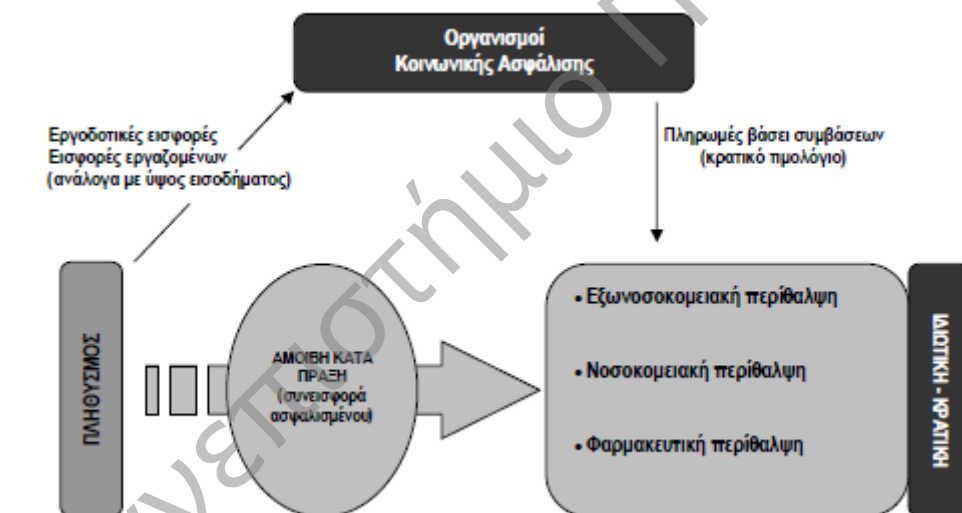 Οργανισμοί
Κοινωνικής Ασφάλισης
Εργοδοτικές εισφορές
Εισφορές εργαζομένων
(ανάλογα με ύψος εισοδήματος)
Πληρωμές βάσει συμβάσεων
(κρατικό τιμολόγιο)
ΠΛΗΘΥΣΜΟΣ
ΑΜΟΙΒΗ ΚΑΤΑ
ΠΡΑΞΗ
(συνεισφορά
ασφαλισμένου)
• Εξωνοσοκομειακή περίθαλψη
• Νοσοκομειακή περίθαλψη
• Φαρμακευτική περίθαλψη
ΙΔΙΩΤΙΚΗ - ΚΡΑΤΙΚΗ